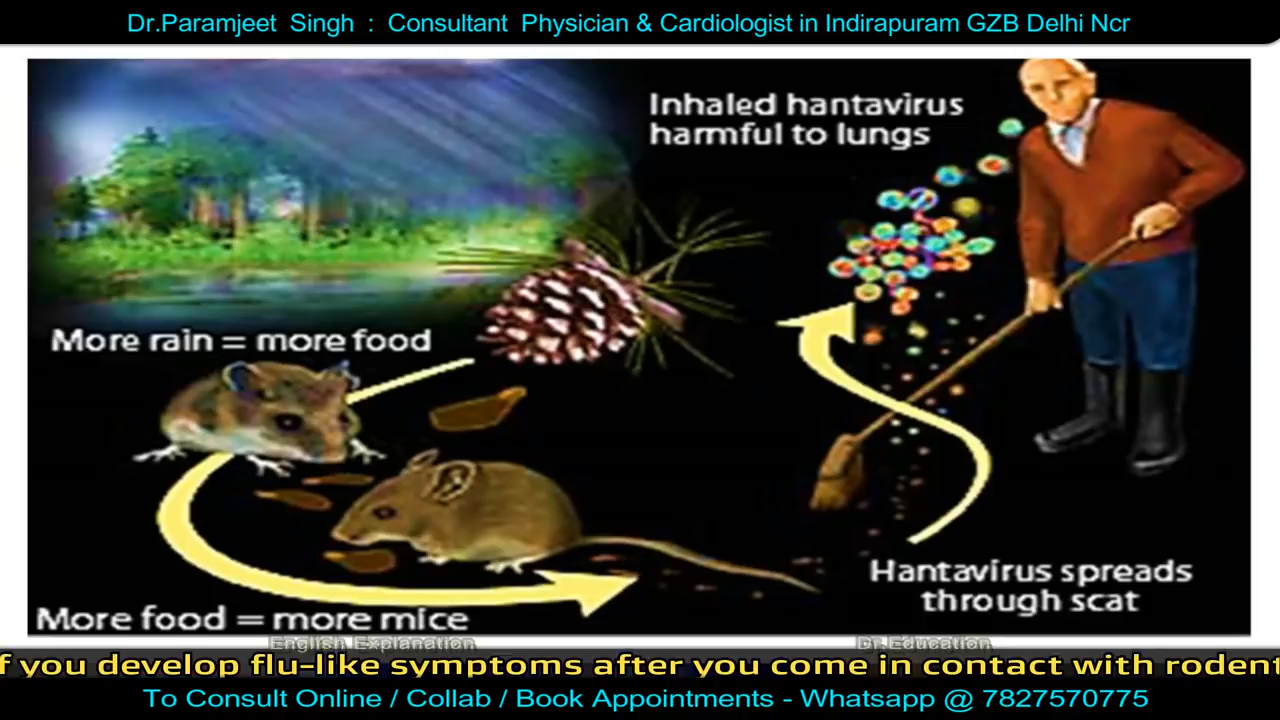 Dr.Paramjeet Singh : Consultant Physician & Cardiologist in Indirapuram GZB Delhi Ncr
Inhaled hantavirus
harmful to lungs
More rain = more food
Hantavirus spreads
through scat
More food = more mice
English Explanation
Dr. Education
f you develop flu-like symptoms after you come in contact with rodent
To Consult Online / Collab / Book Appointments - Whatsapp @ 7827570775